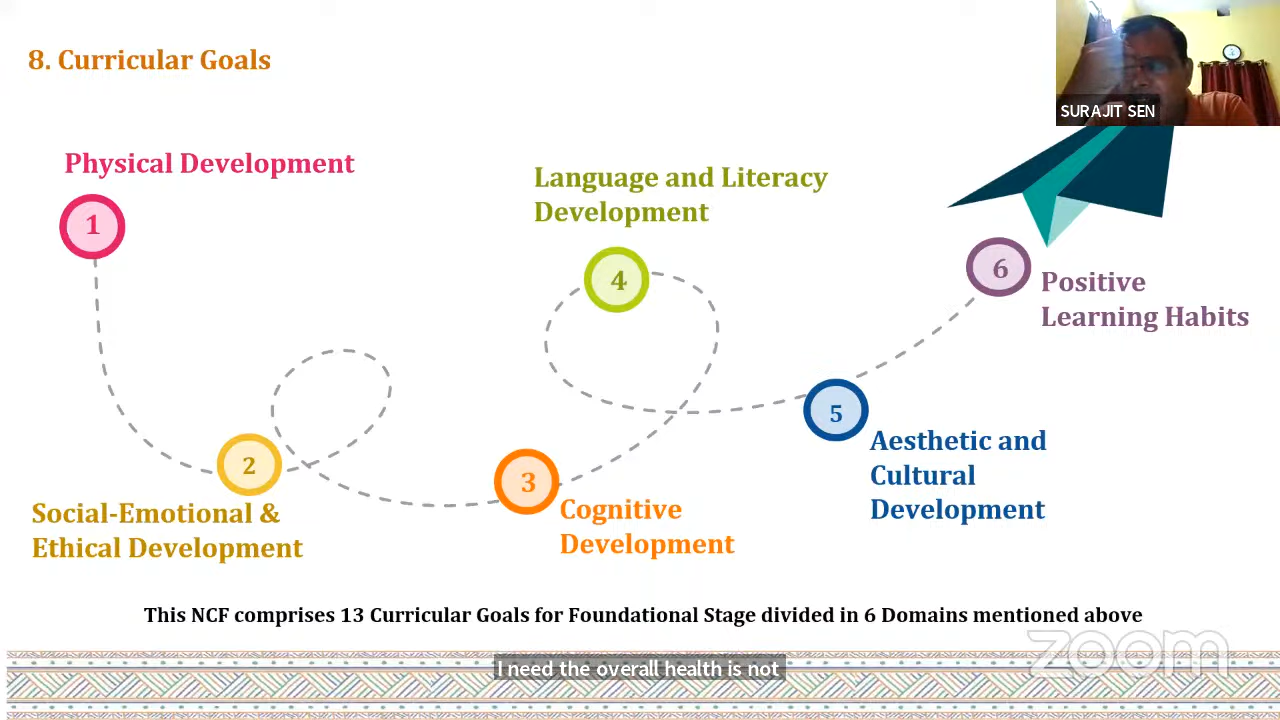 8. Curricular Goals
SURAJIT SEN
Physical Development
1
Language and Literacy
Development
4
6
Positive
Learning Habits
5
Aesthetic and
Cultural
Development
2
Social-Emotional &
Ethical Development
3
Cognitive
Development
This NCF comprises 13 Curricular Goals for Foundational Stage divided in 6 Domains mentioned above
zoom
I need the overall health is not